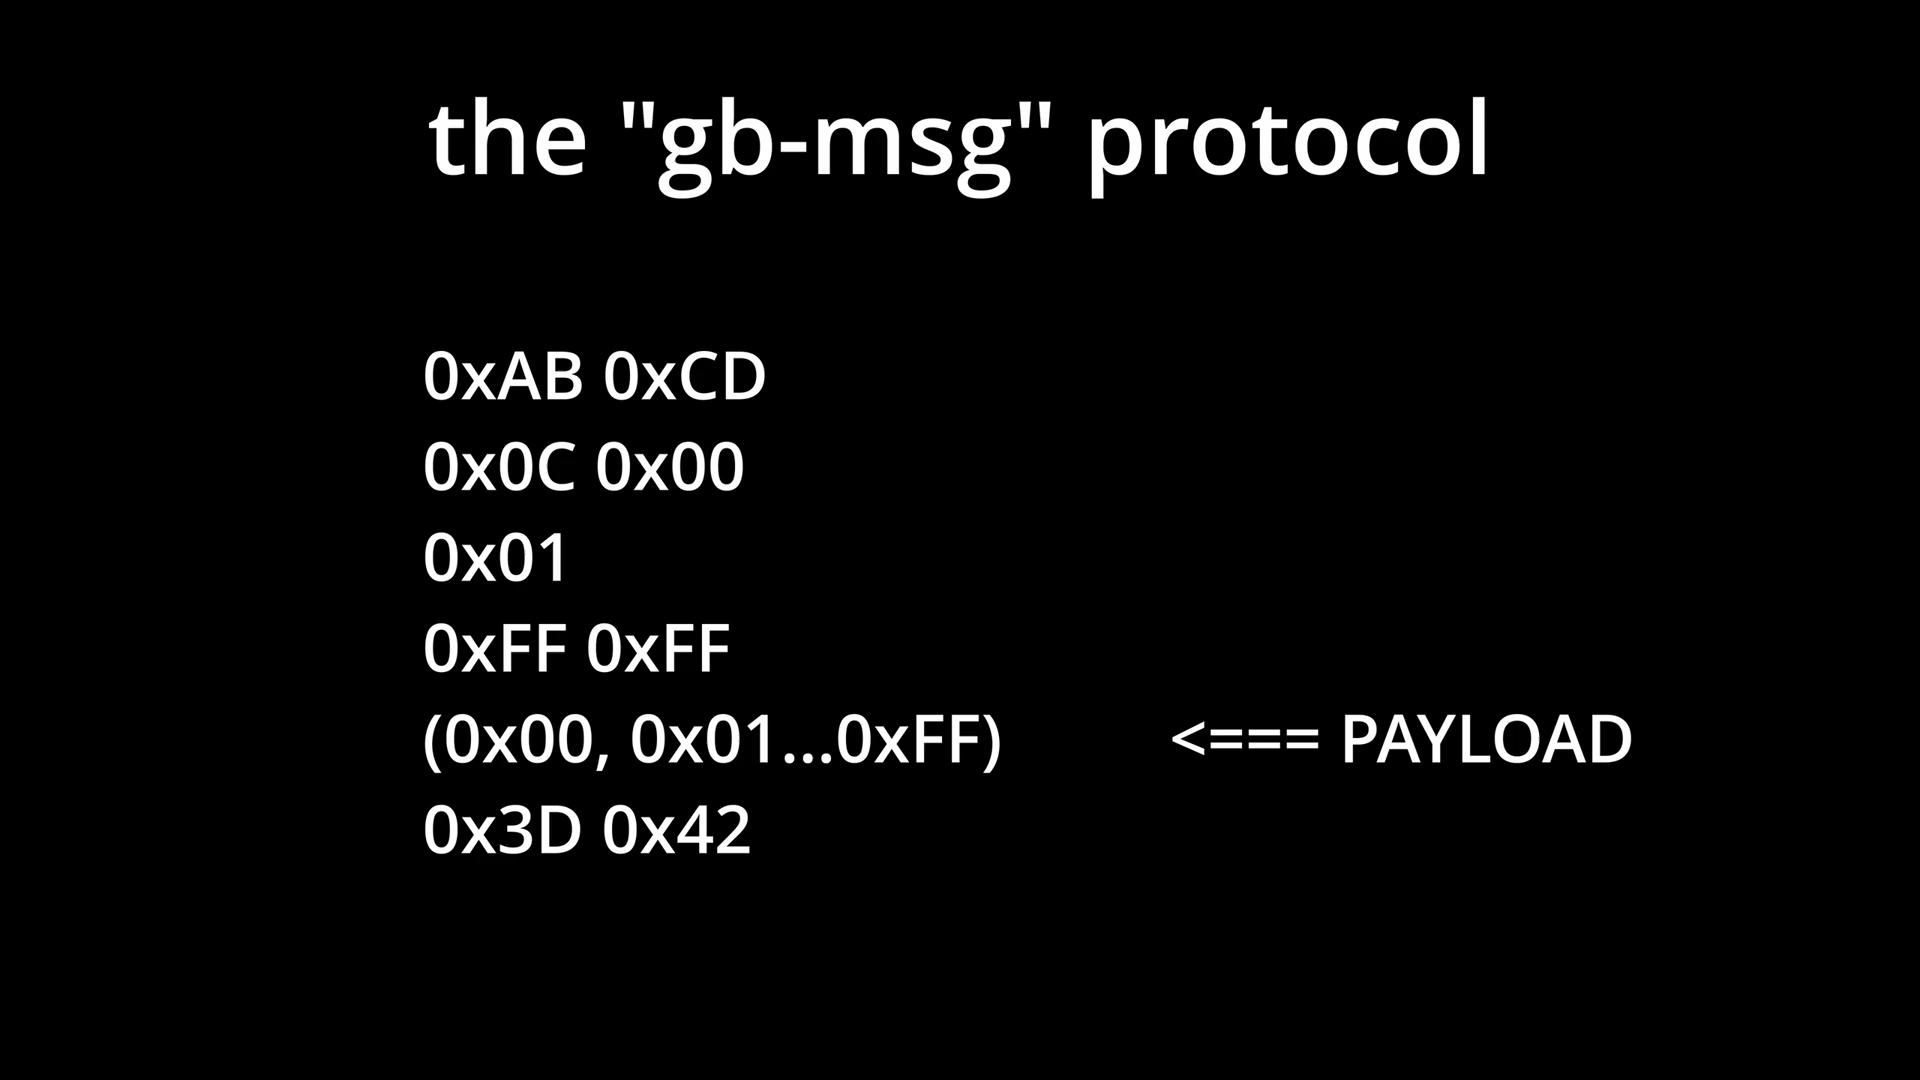 the "gb-msg" protocol
0xAB 0xCD
0x0C 0x00
0x01
0xFF 0xFF
(0x00, 0x01...0xFF) <=== PAYLOAD
0x3D 0x42